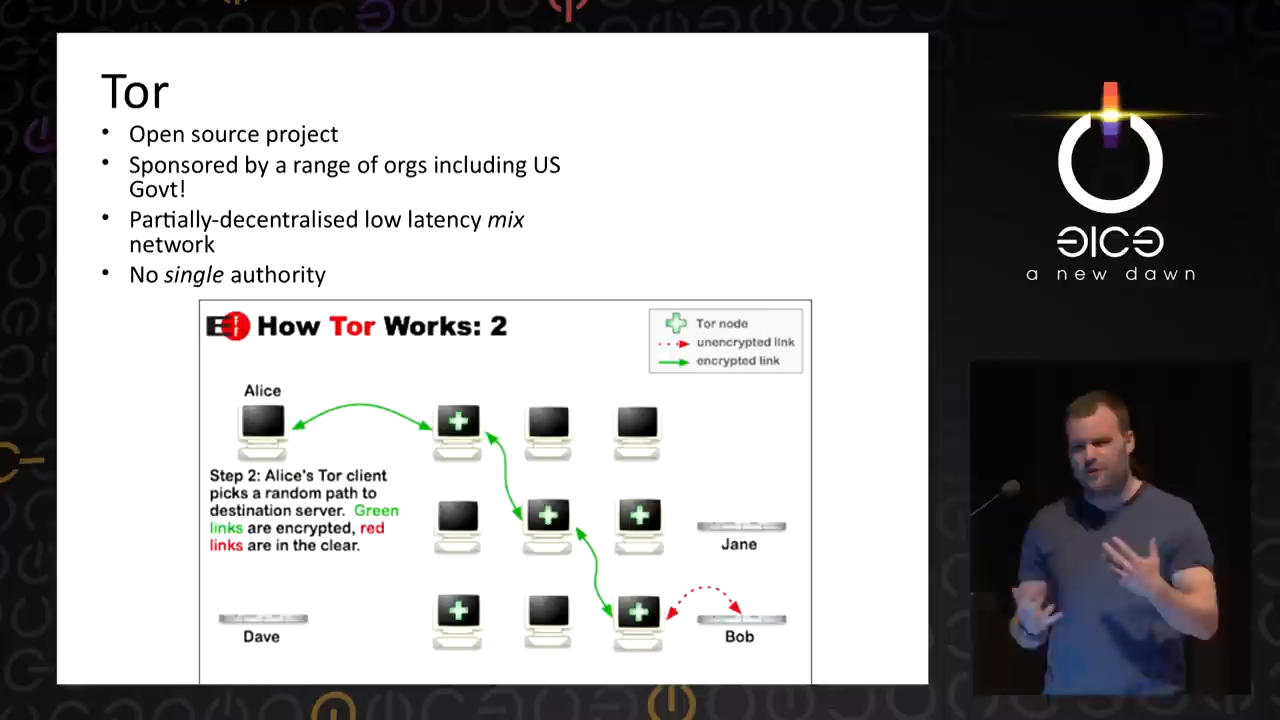 Tor
• Open source project
• Sponsored by a range of orgs including US
Govt!
• Partially-decentralised low latency mix
network
• No single authority
EFF How Tor Works: 2
Tor node
unencrypted link
encrypted link
Alice
Step 2: Alice's Tor client
picks a random path to
destination server. Green
links are encrypted, red
links are in the clear.
Jane
Dave
Bob
31C3
a new dawn